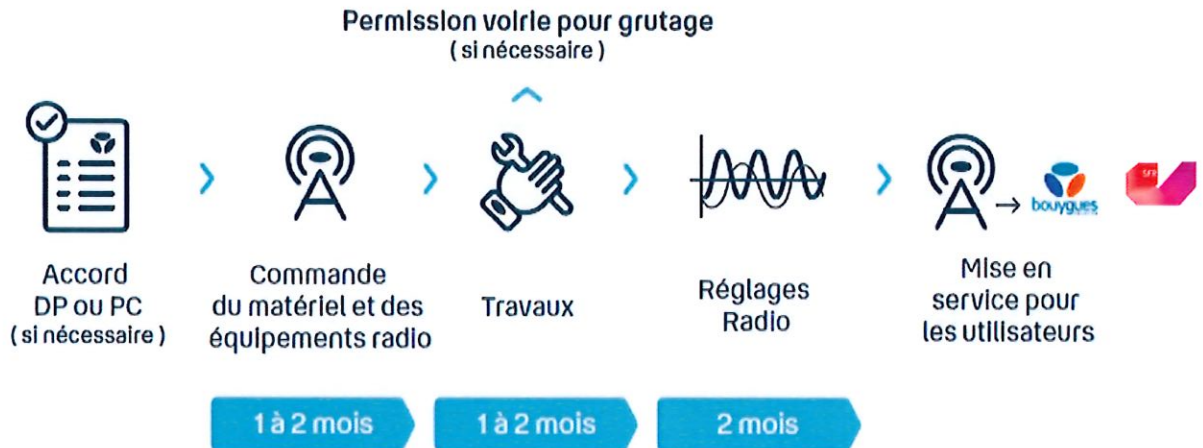 Permission voirie pour grutage
( si nécessaire )
Accord
DP ou PC
( si nécessaire )
Commande
du matériel et des
équipements radio
Travaux
Réglages
Radio
bouygues
SFR
Mise en
service pour
les utilisateurs
1 à 2 mois
1 à 2 mois
2 mois